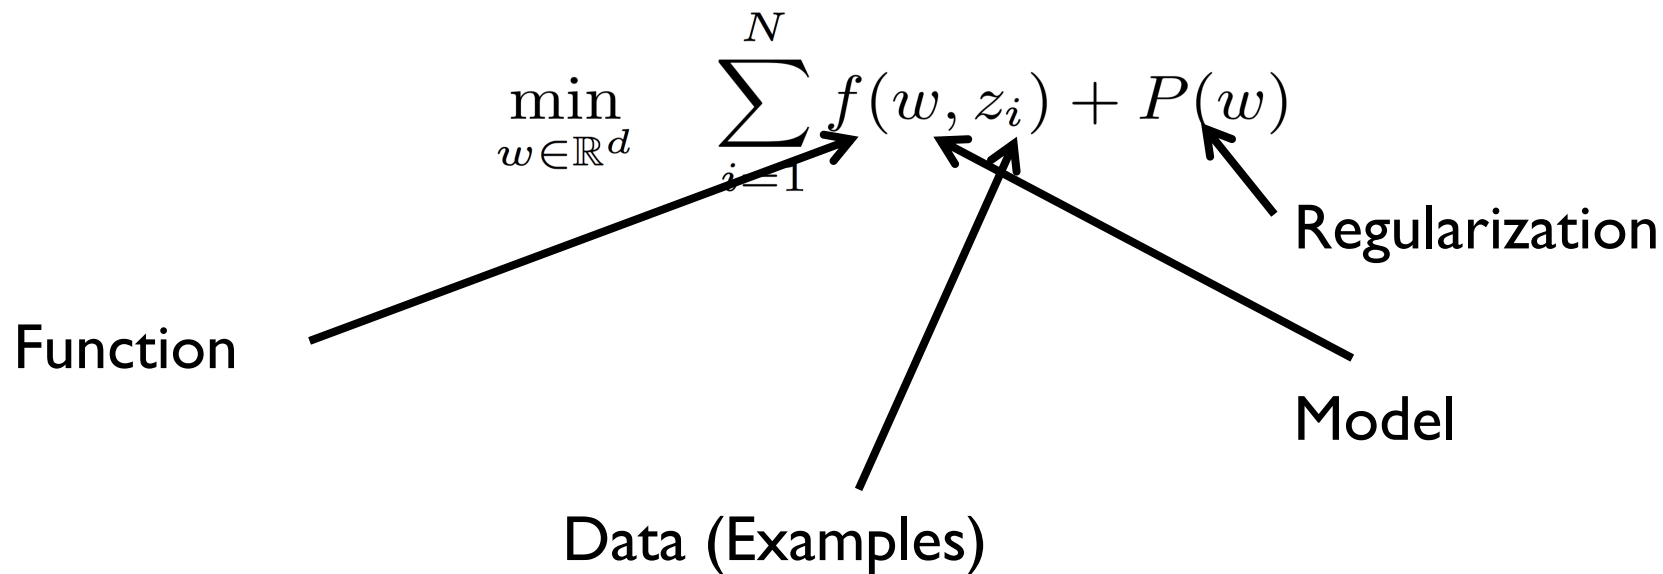 min_{w∈ℝ^d} ∑_{i=1}^{N} f(w, z_i) + P(w)
Regularization
Function
Model
Data (Examples)